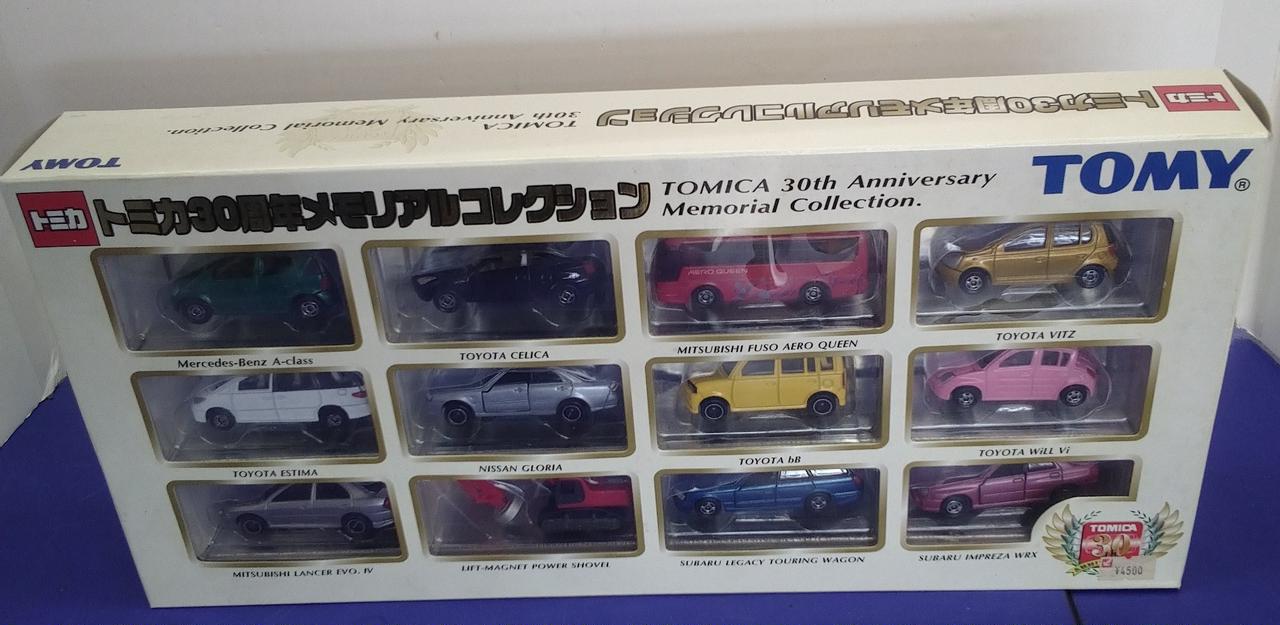 トミカ
トミカ30周年メモリアルコレクション
TOMICA
30th Anniversary Memorial Collection.
TOMY
トミカ
トミカ30周年メモリアルコレクション
TOMICA 30th Anniversary
Memorial Collection.
TOMY®
AERO QUEEN
Mercedes-Benz A-class
TOYOTA CELICA
MITSUBISHI FUSO AERO QUEEN
TOYOTA VITZ
TOYOTA ESTIMA
NISSAN GLORIA
TOYOTA bB
TOYOTA WiLL Vi
MITSUBISHI LANCER EVO. IV
LIFT-MAGNET POWER SHOVEL
SUBARU LEGACY TOURING WAGON
SUBARU IMPREZA WRX
TOMICA
30
¥4500